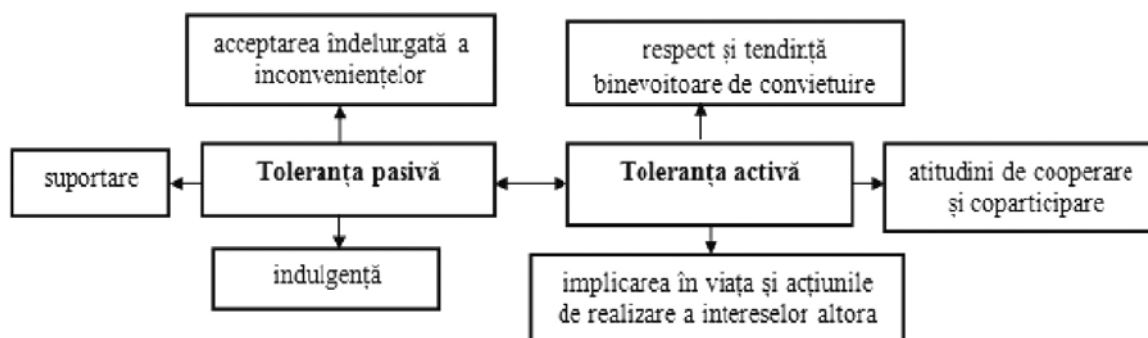 acceptarea îndelungată a
inconveniențelor
respect și tendință
binevoitoare de convietuire
suportare
Toleranța pasivă
Toleranța activă
atitudini de cooperare
și coparticipare
indulgență
implicarea în viața și acțiunile
de realizare a intereselor altora